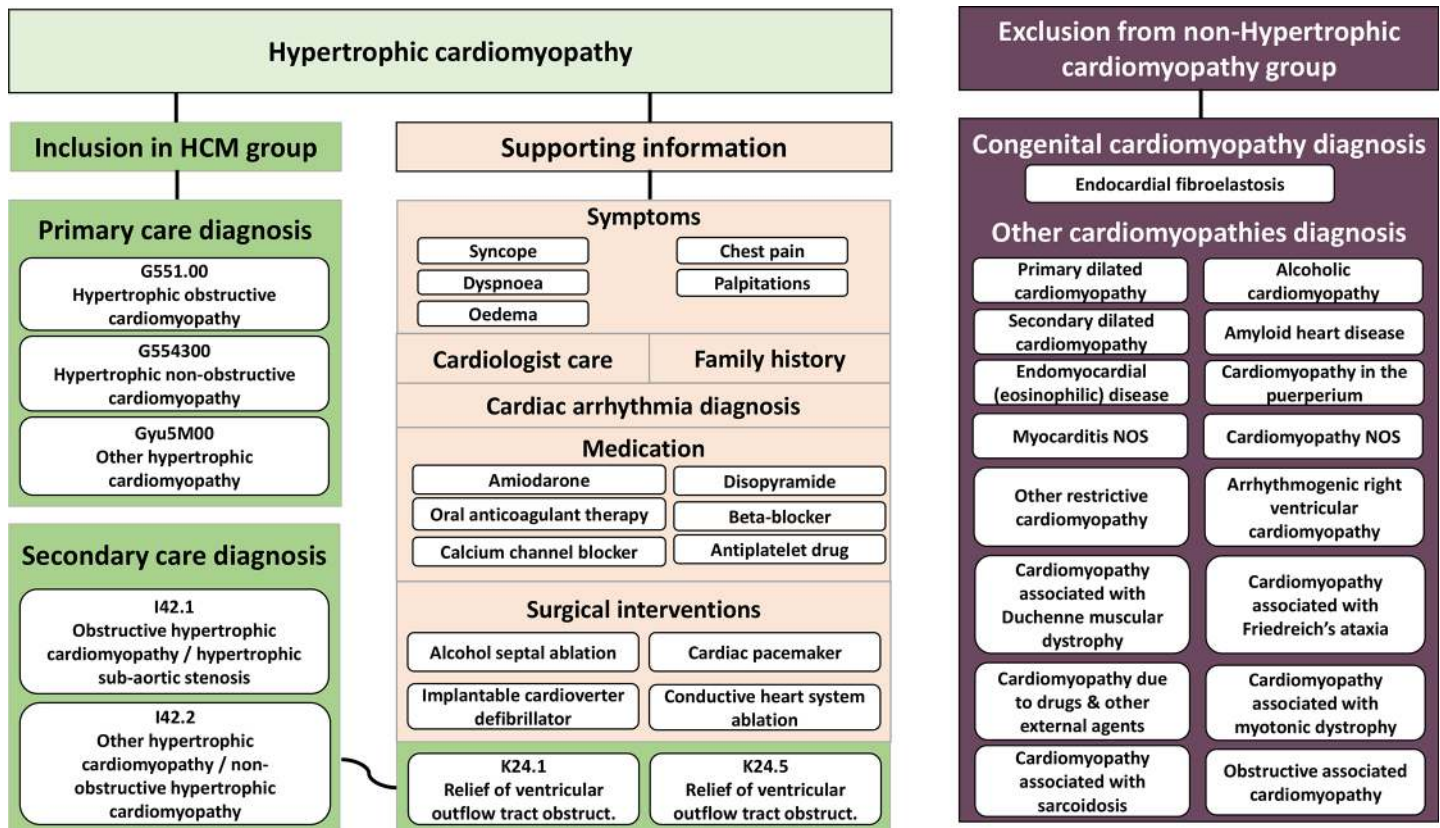 Hypertrophic cardiomyopathy
Inclusion in HCM group
Primary care diagnosis
G551.00
Hypertrophic obstructive
cardiomyopathy
G554300
Hypertrophic non-obstructive
cardiomyopathy
Gyu5M00
Other hypertrophic
cardiomyopathy
Secondary care diagnosis
I42.1
Obstructive hypertrophic
cardiomyopathy / hypertrophic
sub-aortic stenosis
I42.2
Other hypertrophic
cardiomyopathy / non-
obstructive hypertrophic
cardiomyopathy
Supporting information
Symptoms
Syncope
Chest pain
Dyspnoea
Palpitations
Oedema
Cardiologist care
Family history
Cardiac arrhythmia diagnosis
Medication
Amiodarone
Disopyramide
Oral anticoagulant therapy
Beta-blocker
Calcium channel blocker
Antiplatelet drug
Surgical interventions
Alcohol septal ablation
Cardiac pacemaker
Implantable cardioverter
defibrillator
Conductive heart system
ablation
K24.1
Relief of ventricular
outflow tract obstruct.
K24.5
Relief of ventricular
outflow tract obstruct.
Exclusion from non-Hypertrophic
cardiomyopathy group
Congenital cardiomyopathy diagnosis
Endocardial fibroelastosis
Other cardiomyopathies diagnosis
Primary dilated
cardiomyopathy
Alcoholic
cardiomyopathy
Secondary dilated
cardiomyopathy
Amyloid heart disease
Endomyocardial
(eosinophilic) disease
Cardiomyopathy in the
puerperium
Myocarditis NOS
Cardiomyopathy NOS
Other restrictive
cardiomyopathy
Arrhythmogenic right
ventricular
cardiomyopathy
Cardiomyopathy
associated with
Duchenne muscular
dystrophy
Cardiomyopathy
associated with
Friedreich's ataxia
Cardiomyopathy due
to drugs & other
external agents
Cardiomyopathy
associated with
myotonic dystrophy
Cardiomyopathy
associated with
sarcoidosis
Obstructive associated
cardiomyopathy